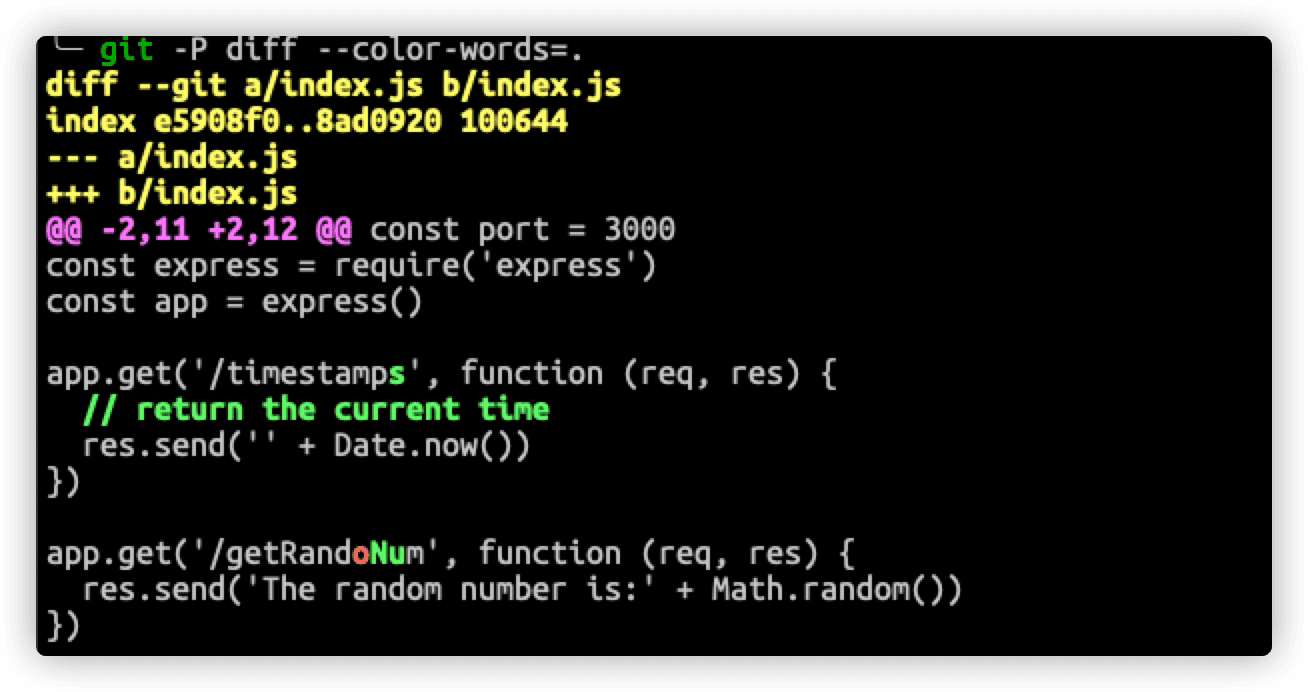 ╰─ git -P diff --color-words=.
diff --git a/index.js b/index.js
index e5908f0..8ad0920 100644
--- a/index.js
+++ b/index.js
@@ -2,11 +2,12 @@ const port = 3000
const express = require('express')
const app = express()

app.get('/timestamps', function (req, res) {
  // return the current time
  res.send('' + Date.now())
})

app.get('/getRandoNum', function (req, res) {
  res.send('The random number is:' + Math.random())
})